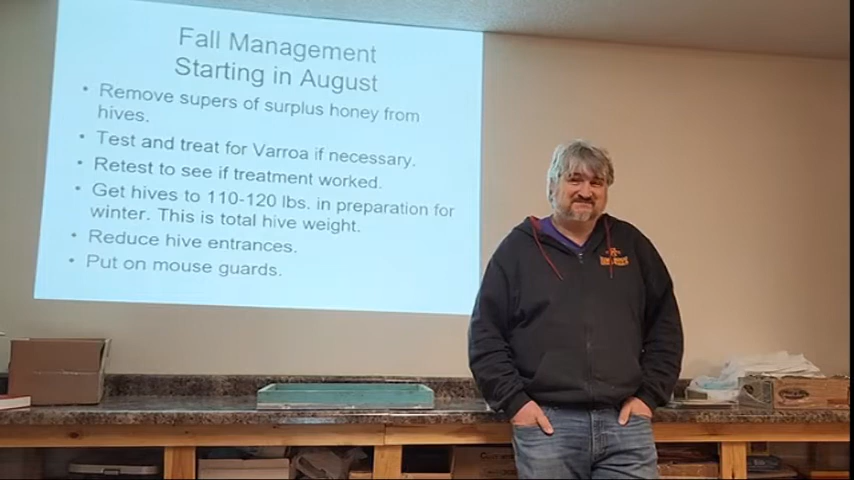 Fall Management
Starting in August
• Remove supers of surplus honey from
hives.
• Test and treat for Varroa if necessary.
• Retest to see if treatment worked.
• Get hives to 110-120 lbs. in preparation for
winter. This is total hive weight.
• Reduce hive entrances.
• Put on mouse guards.